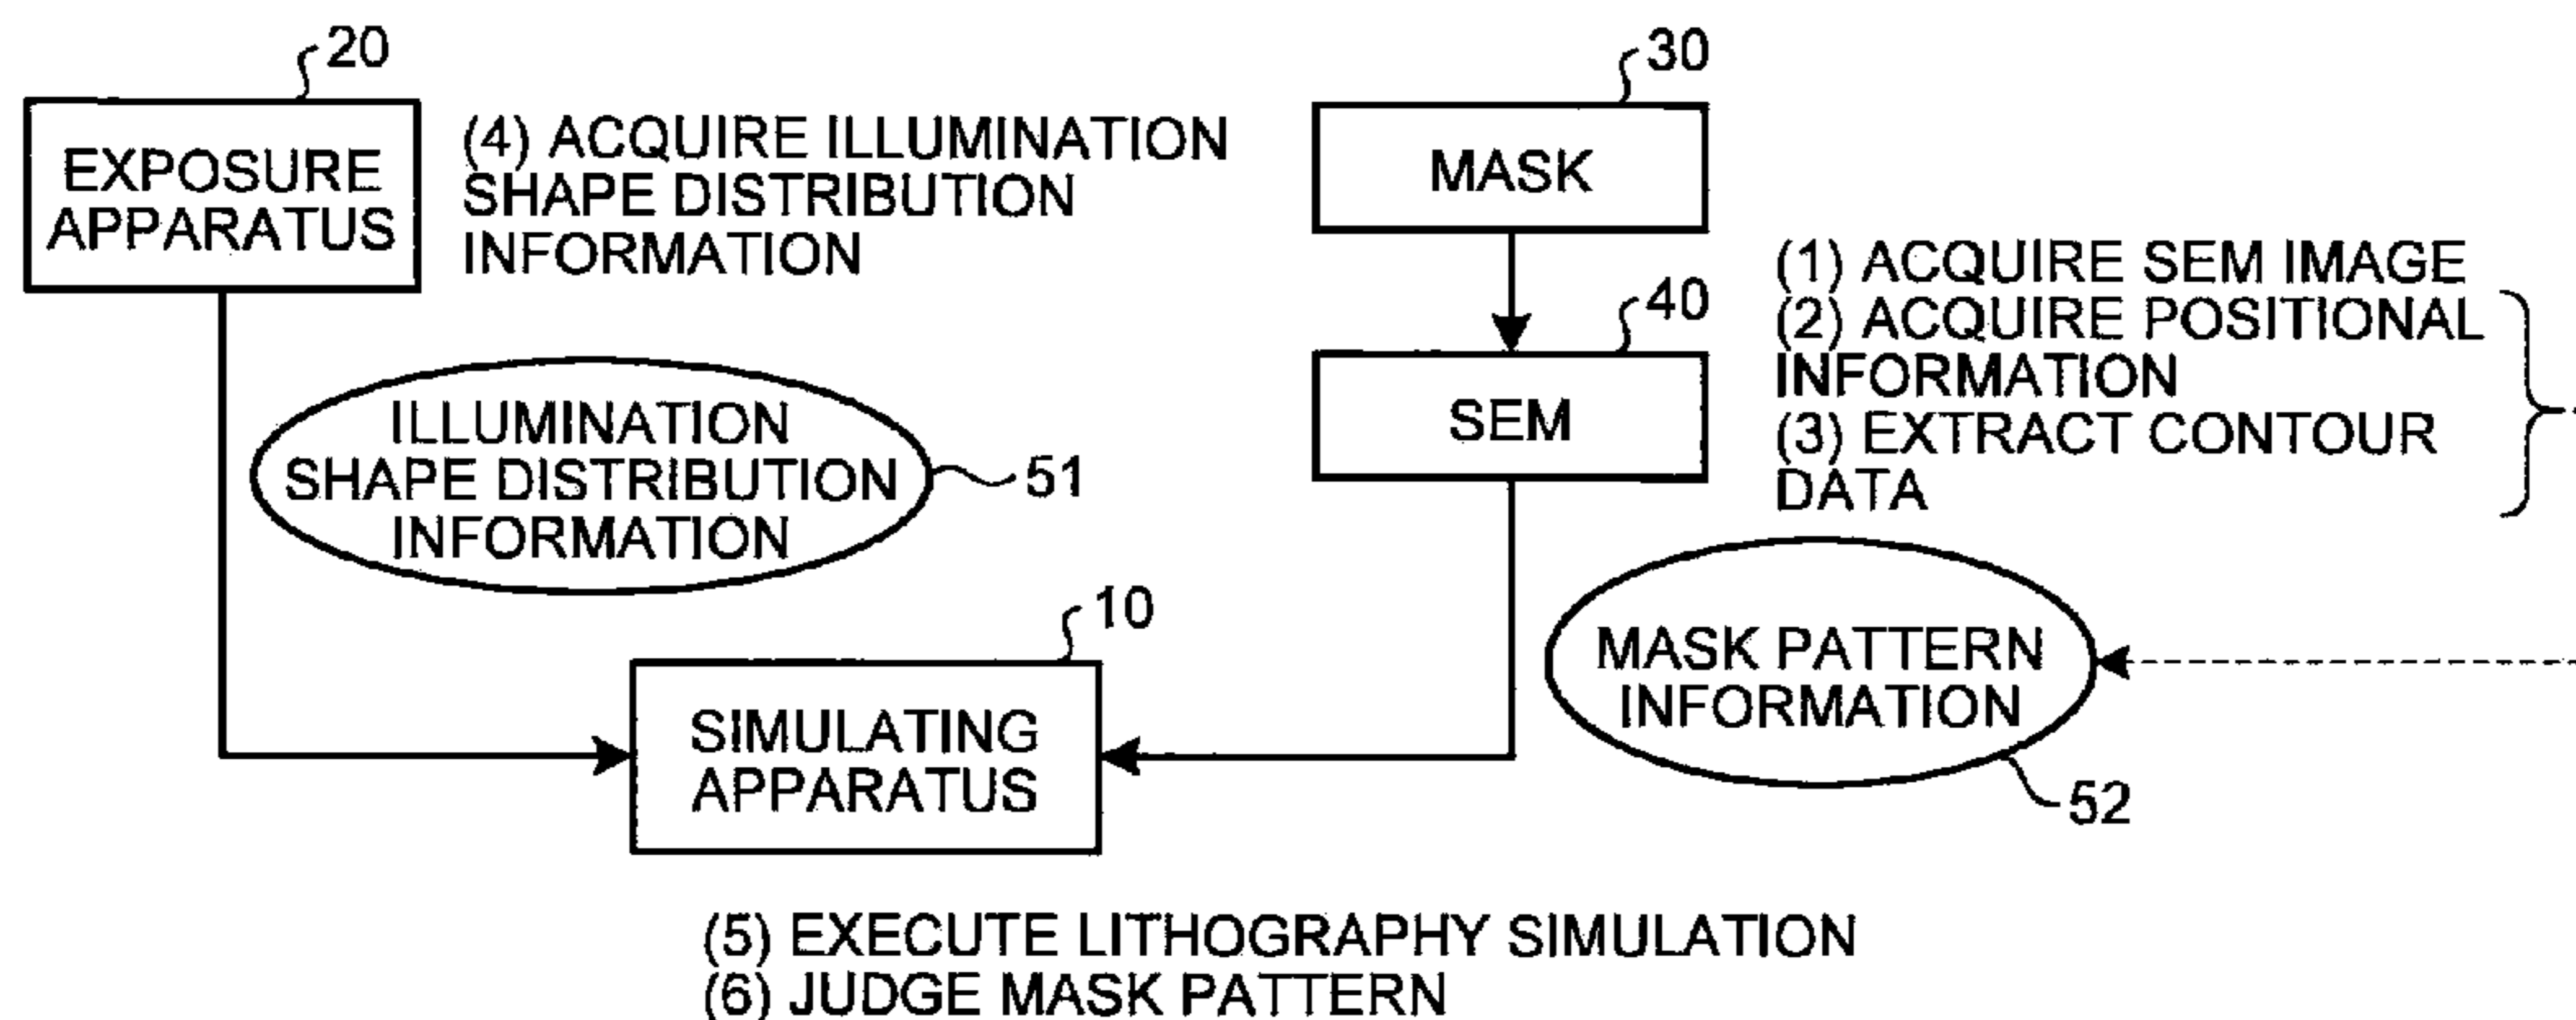 20
EXPOSURE
APPARATUS
(4) ACQUIRE ILLUMINATION
SHAPE DISTRIBUTION
INFORMATION
30
MASK
40
SEM
(1) ACQUIRE SEM IMAGE
(2) ACQUIRE POSITIONAL
INFORMATION
(3) EXTRACT CONTOUR
DATA
ILLUMINATION
SHAPE DISTRIBUTION
INFORMATION
51
MASK PATTERN
INFORMATION
52
10
SIMULATING
APPARATUS
(5) EXECUTE LITHOGRAPHY SIMULATION
(6) JUDGE MASK PATTERN